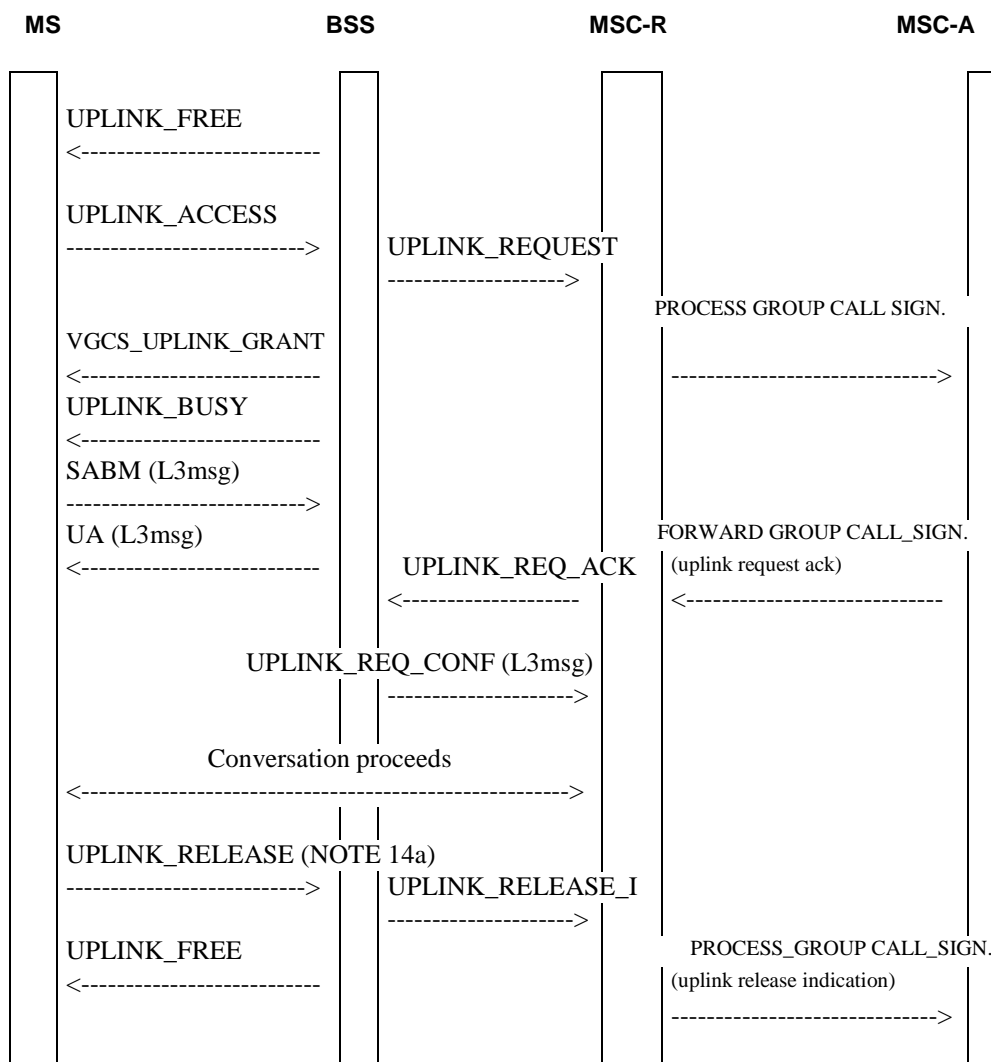 MS BSS MSC-R MSC-A
UPLINK_FREE
<---------------------------
UPLINK_ACCESS
---------------------------> UPLINK_REQUEST
-------------------->
PROCESS GROUP CALL SIGN.
VGCS_UPLINK_GRANT
<--------------------------- ------------------------------>
UPLINK_BUSY
<---------------------------
SABM (L3msg)
--------------------------->
UA (L3msg) FORWARD GROUP CALL_SIGN.
<--------------------------- UPLINK_REQ_ACK (uplink request ack)
<-------------------- <-----------------------------
UPLINK_REQ_CONF (L3msg)
--------------------->
Conversation proceeds
<------------------------------------------------------->
UPLINK_RELEASE (NOTE 14a)
---------------------------> UPLINK_RELEASE_I
----------------------->
UPLINK_FREE PROCESS_GROUP CALL_SIGN.
<--------------------------- (uplink release indication)
------------------------------>